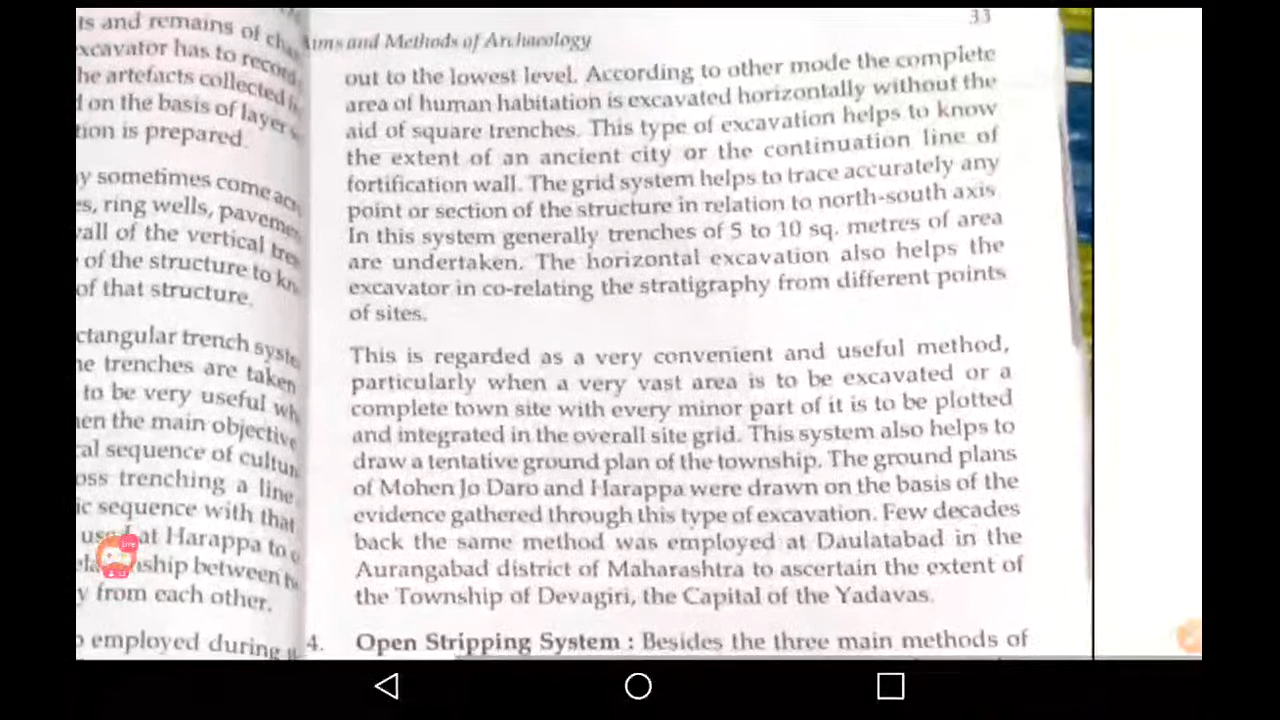 ts and remains of
excavator has to record
he artefacts collected
on the basis of layer
tion is prepared.
y sometimes come
es, ring wells,
all of the vertical
of the structure to
of that structure.
ctangular trench
he trenches are taken
to be very useful
en the main objective
al sequence of
oss trenching a line
ic sequence with that
used at Harappa to
between
y from each other.
employed during
33
Aims and Methods of Archaeology
out to the lowest level. According to other mode the complete
area of human habitation is excavated horizontally without the
aid of square trenches. This type of excavation helps to know
the extent of an ancient city or the continuation line of
fortification wall. The grid system helps to trace accurately any
point or section of the structure in relation to north-south axis
In this system generally trenches of 5 to 10 sq. metres of area
are undertaken. The horizontal excavation also helps the
excavator in co-relating the stratigraphy from different points
of sites.
This is regarded as a very convenient and useful method,
particularly when a very vast area is to be excavated or a
complete town site with every minor part of it is to be plotted
and integrated in the overall site grid. This system also helps to
draw a tentative ground plan of the township. The ground plans
of Mohen Jo Daro and Harappa were drawn on the basis of the
evidence gathered through this type of excavation. Few decades
back the same method was employed at Daulatabad in the
Aurangabad district of Maharashtra to ascertain the extent of
the Township of Devagiri, the Capital of the Yadavas.
4. Open Stripping System : Besides the three main methods of